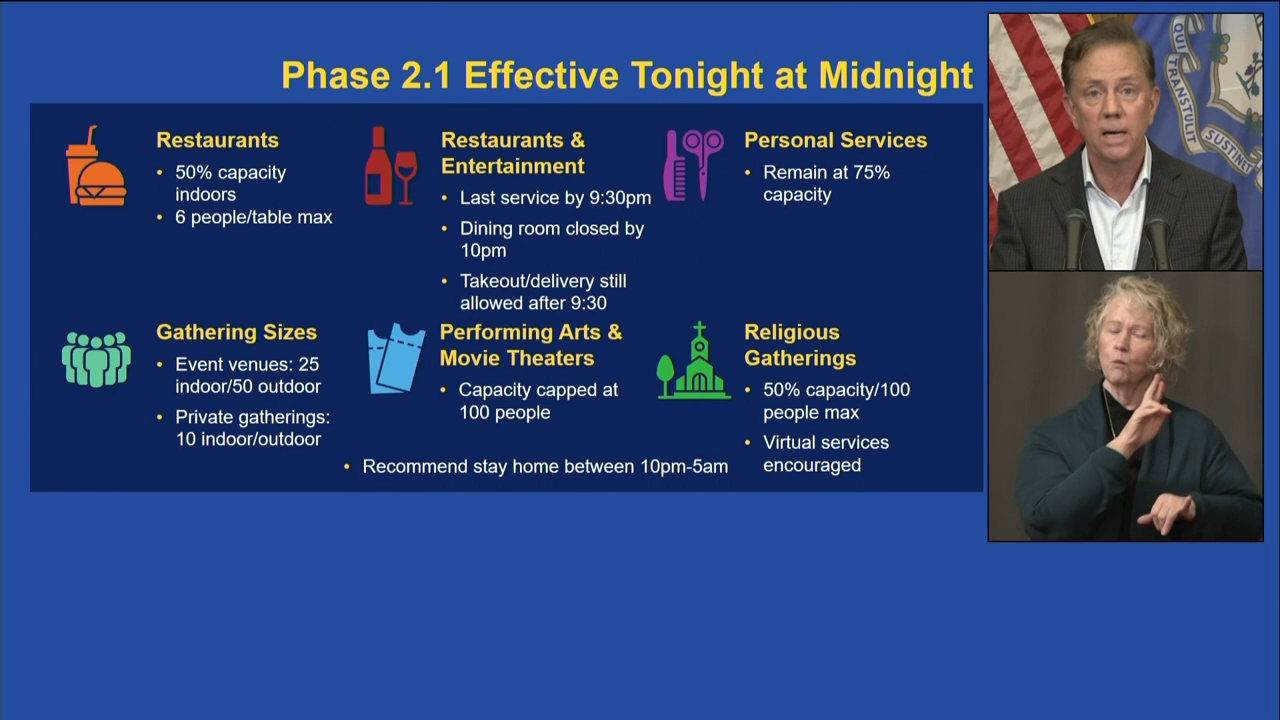 Phase 2.1 Effective Tonight at Midnight
Restaurants
• 50% capacity
indoors
• 6 people/table max
Restaurants &
Entertainment
• Last service by 9:30pm
• Dining room closed by
10pm
• Takeout/delivery still
allowed after 9:30
Personal Services
• Remain at 75%
capacity
Gathering Sizes
• Event venues: 25
indoor/50 outdoor
• Private gatherings:
10 indoor/outdoor
Performing Arts &
Movie Theaters
• Capacity capped at
100 people
Religious
Gatherings
• 50% capacity/100
people max
• Virtual services
encouraged
• Recommend stay home between 10pm-5am
QUI
TRANSTULIT
SUSTINET